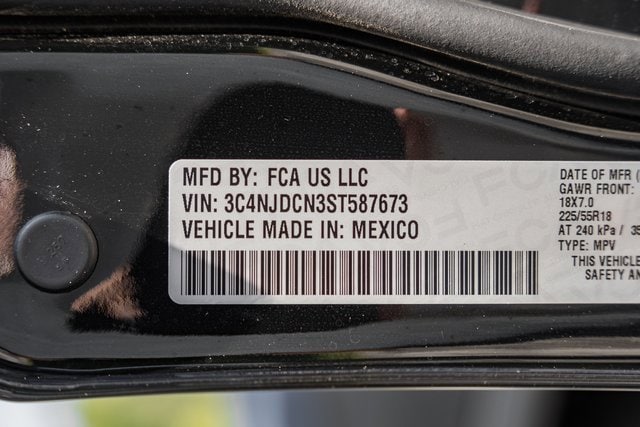 MFD BY: FCA US LLC
VIN: 3C4NJDCN3ST587673
VEHICLE MADE IN: MEXICO
DATE OF MFR (
GAWR FRONT:
18X7.0
225/55R18
AT 240 kPa / 35
TYPE: MPV
THIS VEHICLE
SAFETY AN